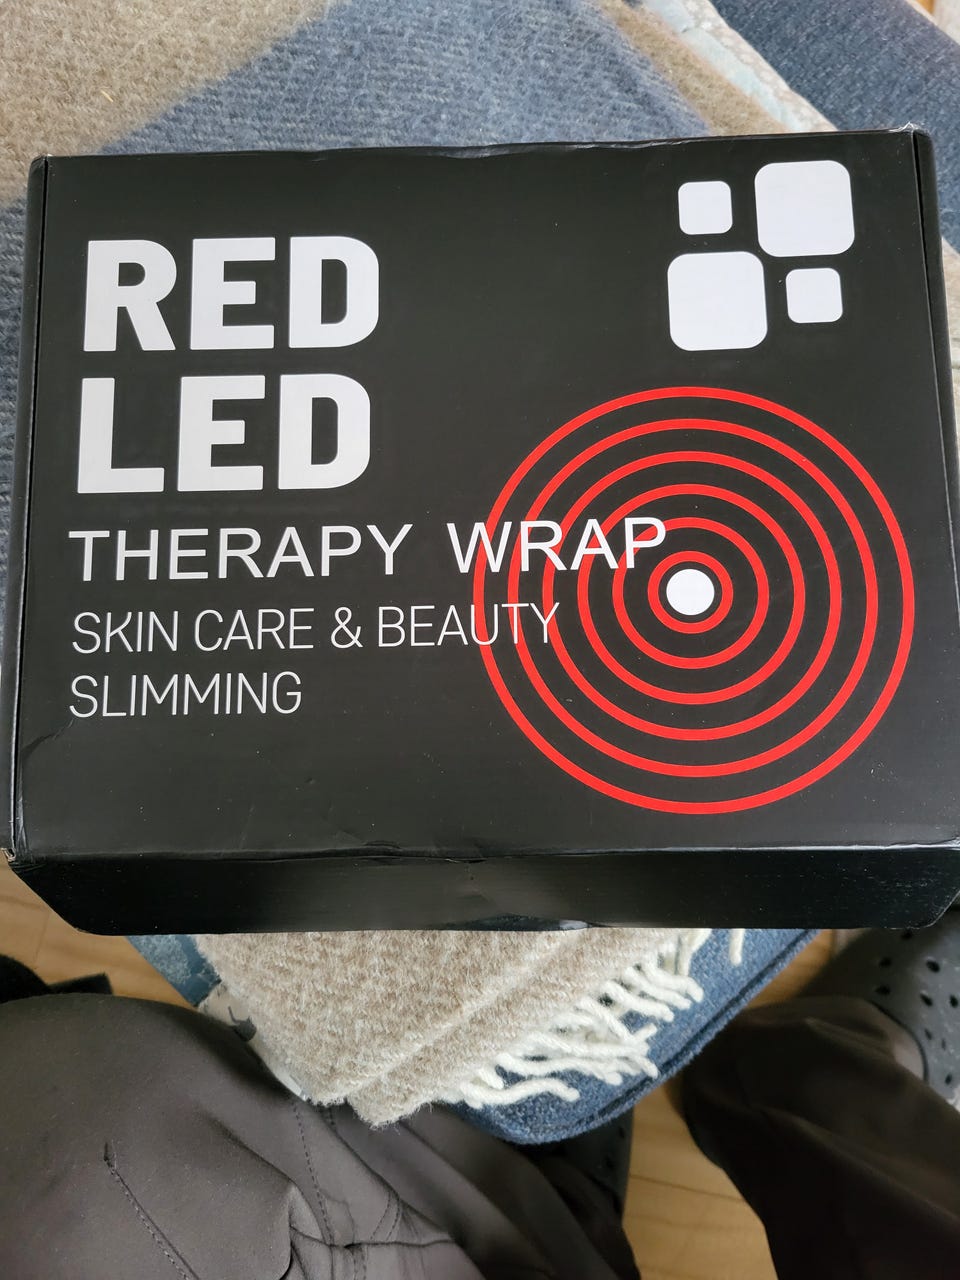 RED
LED
THERAPY WRAP
SKIN CARE & BEAUTY
SLIMMING